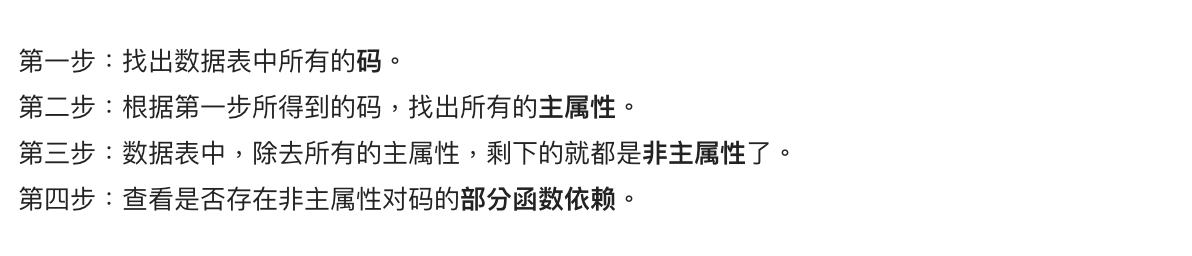 第一步：找出数据表中所有的码。
第二步：根据第一步所得到的码，找出所有的主属性。
第三步：数据表中，除去所有的主属性，剩下的就都是非主属性了。
第四步：查看是否存在非主属性对码的部分函数依赖。